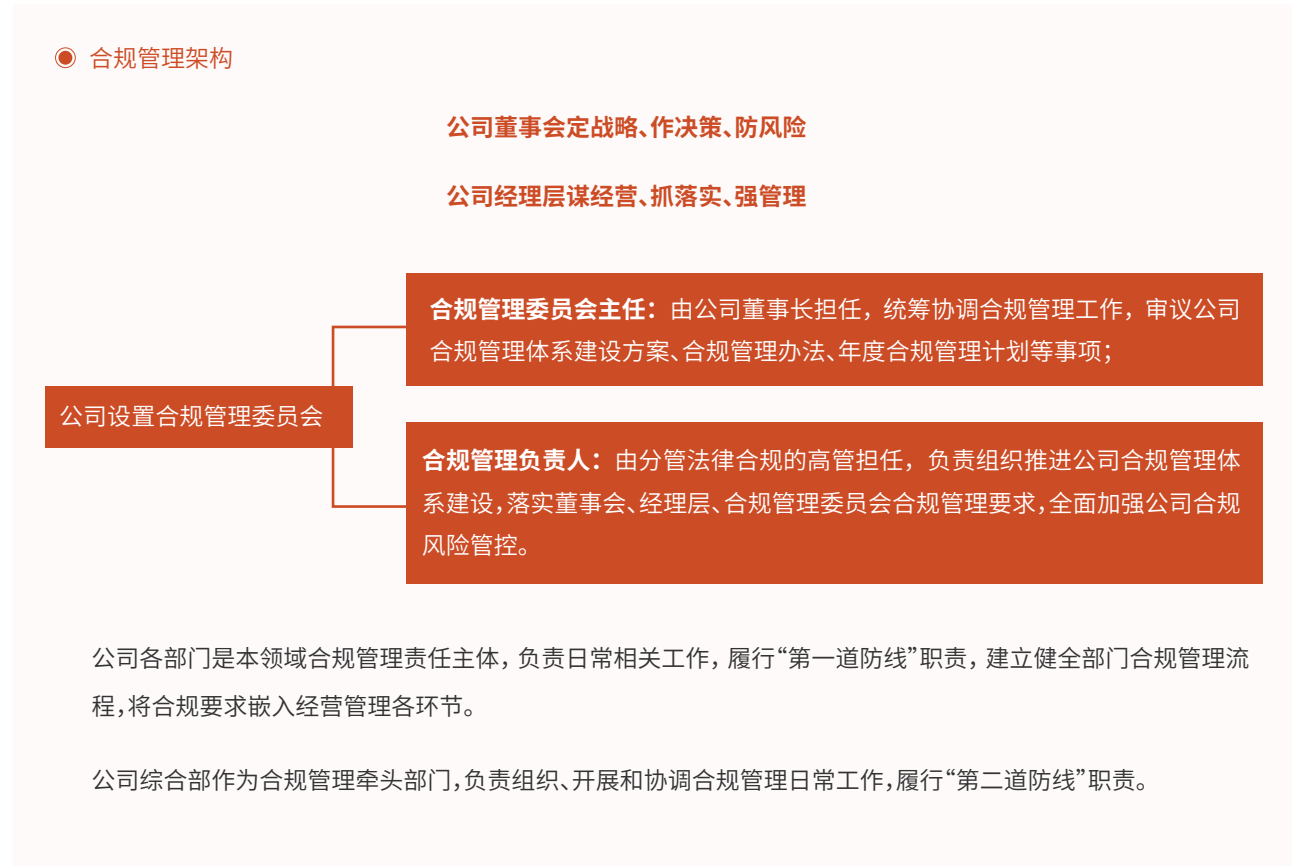 合规管理架构
公司董事会定战略、作决策、防风险
公司经理层谋经营、抓落实、强管理
合规管理委员会主任：由公司董事长担任，统筹协调合规管理工作，审议公司
合规管理体系建设方案、合规管理办法、年度合规管理计划等事项；
公司设置合规管理委员会
合规管理负责人：由分管法律合规的高管担任，负责组织推进公司合规管理体
系建设，落实董事会、经理层、合规管理委员会合规管理要求，全面加强公司合规
风险管控。
公司各部门是本领域合规管理责任主体，负责日常相关工作，履行“第一道防线”职责，建立健全部门合规管理流
程，将合规要求嵌入经营管理各环节。
公司综合部作为合规管理牵头部门，负责组织、开展和协调合规管理日常工作，履行“第二道防线”职责。